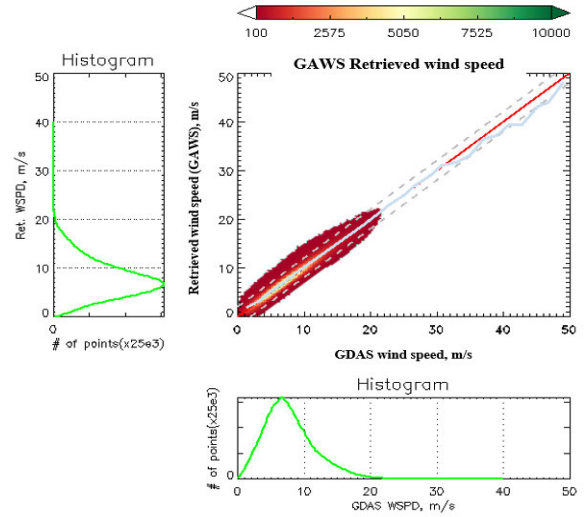 100 2575 5050 7525 10000
Histogram
GAWS Retrieved wind speed
50
40
30
20
10
0
Ret. WSPD, m/s
0
# of points(x25e3)
50
40
30
20
10
0
Retrieved wind speed (GAWS), m/s
0 10 20 30 40 50
GDAS wind speed, m/s
Histogram
# of points(x25e3)
0
0 10 20 30 40 50
GDAS WSPD, m/s